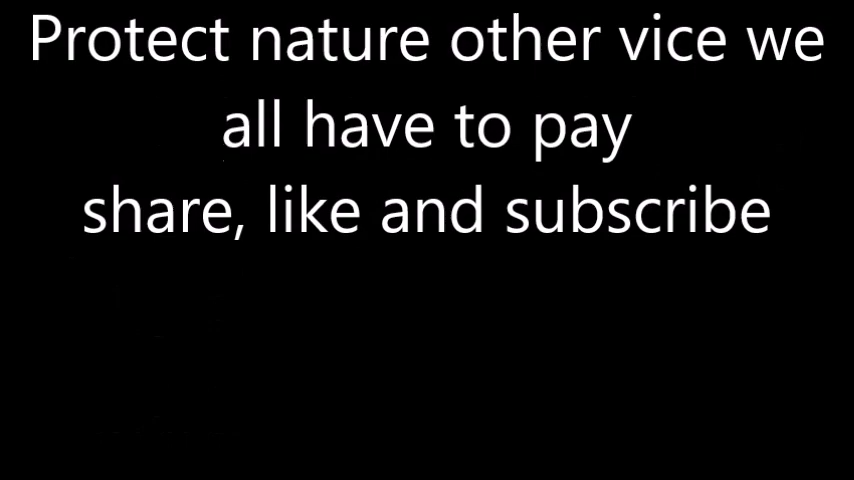 Protect nature other vice we
all have to pay
share, like and subscribe